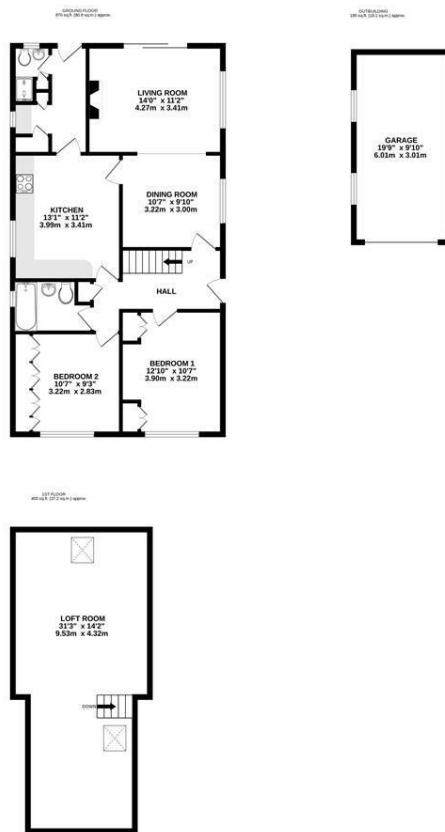 GROUND FLOOR
OUTBUILDING
LIVING ROOM
14'0" x 11'2"
4.27m x 3.41m
GARAGE
19'9" x 9'10"
6.01m x 3.01m
KITCHEN
13'1" x 11'2"
3.99m x 3.41m
DINING ROOM
10'7" x 9'10"
3.22m x 3.00m
UP
HALL
BEDROOM 1
12'10" x 10'7"
3.90m x 3.22m
BEDROOM 2
10'7" x 9'3"
3.22m x 2.83m
1ST FLOOR
LOFT ROOM
31'3" x 14'2"
9.53m x 4.32m
DOWN